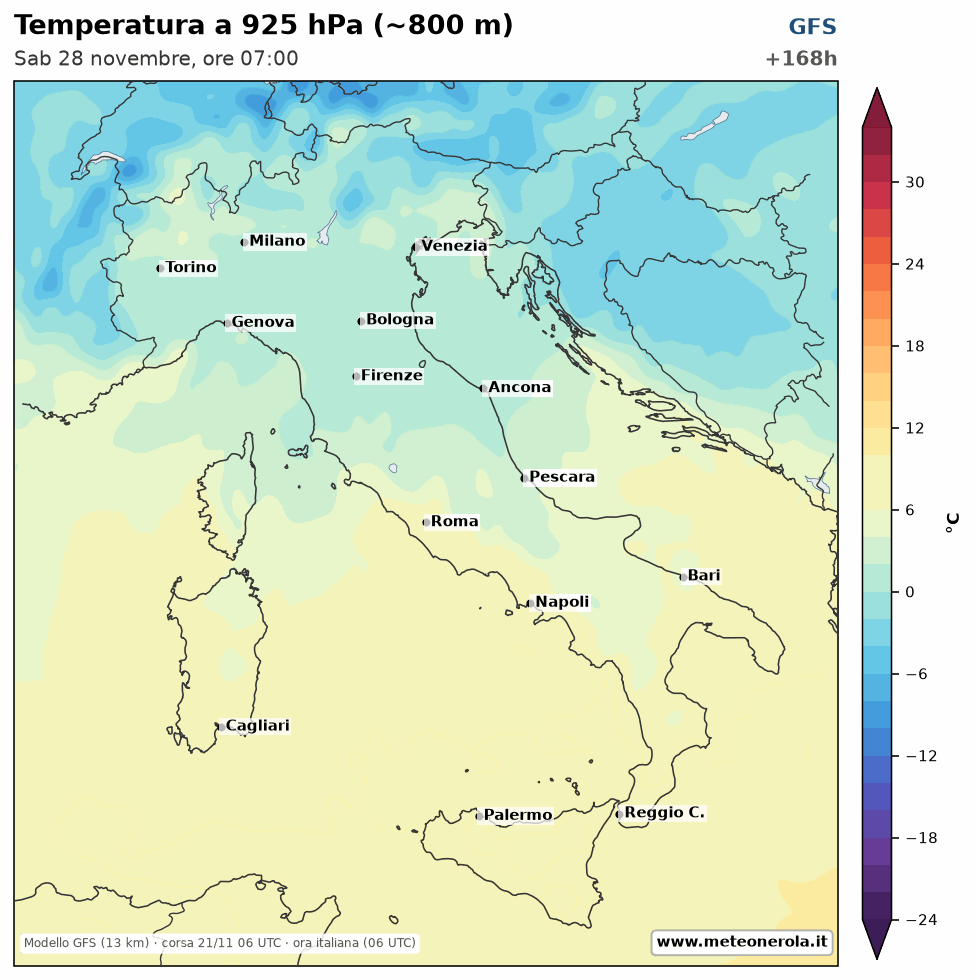 Temperatura a 925 hPa (~800 m)
GFS
Sab 28 novembre, ore 07:00
+168h
Milano
Venezia
Torino
Genova
Bologna
Firenze
Ancona
Pescara
Roma
Bari
Napoli
Cagliari
Palermo
Reggio C.
30
24
18
12
6
0
−6
−12
−18
−24
°C
Modello GFS (13 km) · corsa 21/11 06 UTC · ora italiana (06 UTC)
www.meteonerola.it